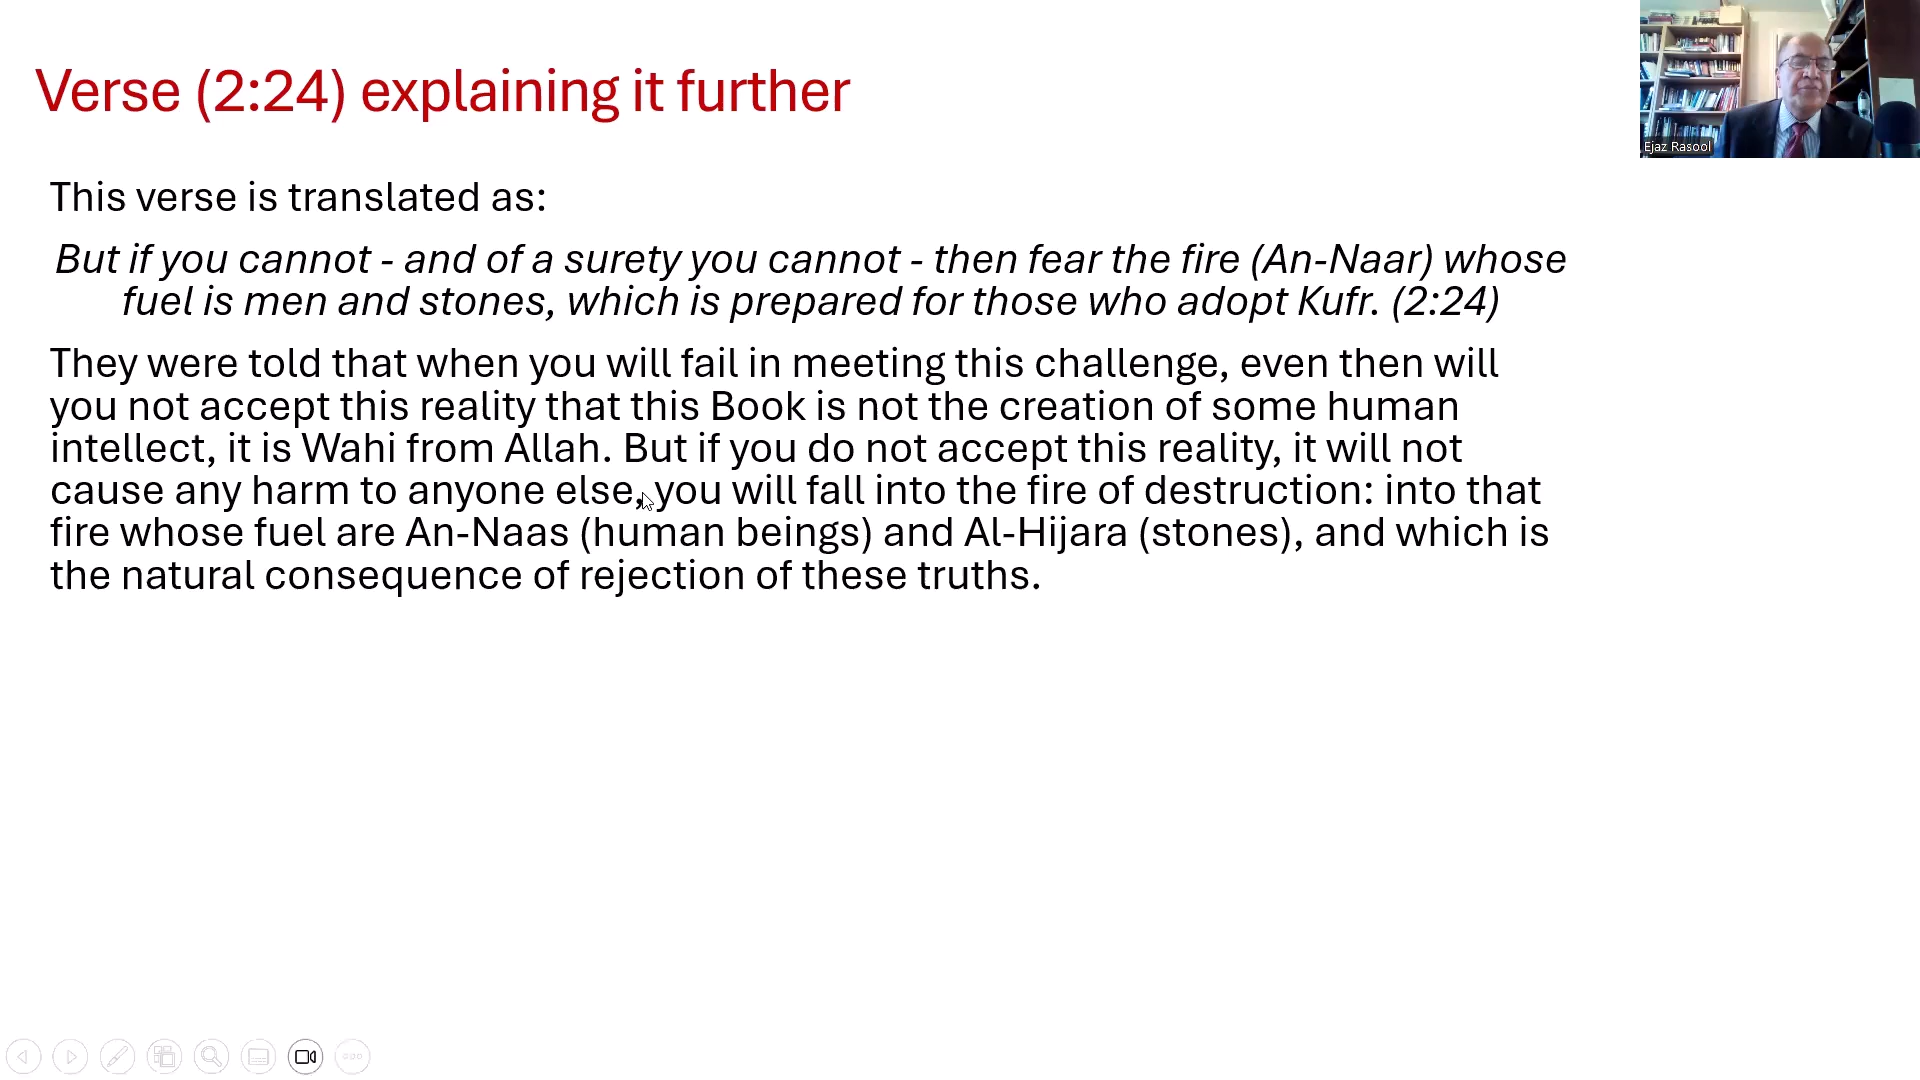 Verse (2:24) explaining it further
Ejaz Rasool
This verse is translated as:
But if you cannot - and of a surety you cannot - then fear the fire (An-Naar) whose
fuel is men and stones, which is prepared for those who adopt Kufr. (2:24)
They were told that when you will fail in meeting this challenge, even then will
you not accept this reality that this Book is not the creation of some human
intellect, it is Wahi from Allah. But if you do not accept this reality, it will not
cause any harm to anyone else, you will fall into the fire of destruction: into that
fire whose fuel are An-Naas (human beings) and Al-Hijara (stones), and which is
the natural consequence of rejection of these truths.